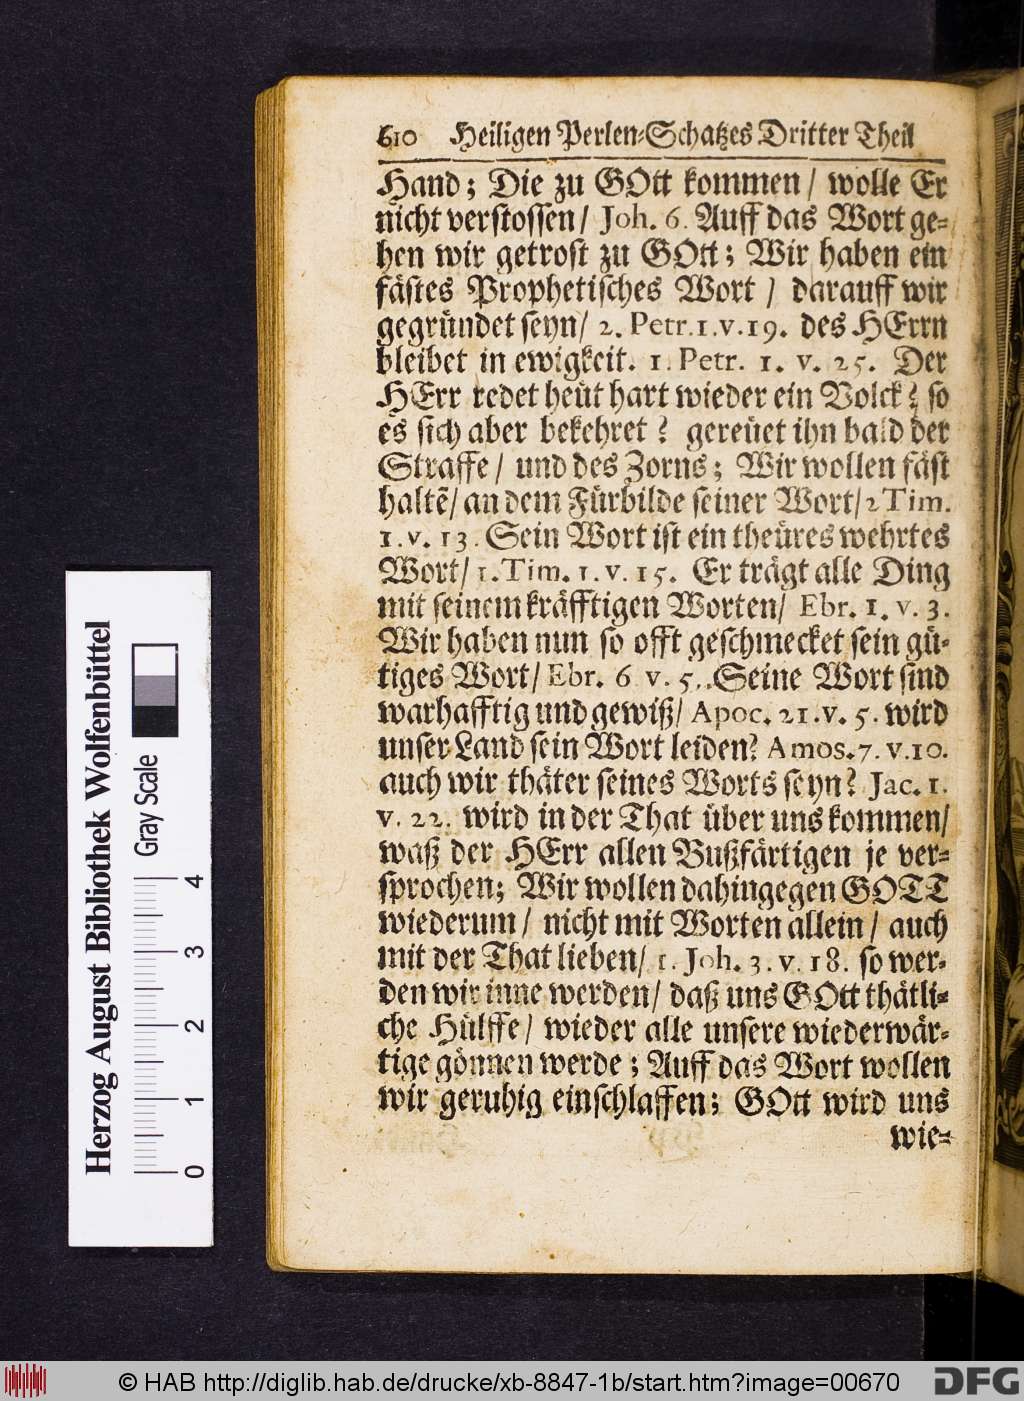 610 Heiligen Perlen-Schatzes Dritter Theil
Hand; Die zu GOtt kommen/ wolle Er
nicht verstossen/ Joh. 6. Auff das Wort ge-
hen wir getrost zu GOtt; Wir haben ein
fästes Prophetisches Wort / darauff wir
gegründet seyn/ 2. Petr. 1. v. 19. des HErrn
bleibet in ewigkeit. 1. Petr. 1. v. 25. Der
HErr redet heüt hart wieder ein Volck? so
es sich aber bekehret? gereüet ihn bald der
Straffe/ und des Zorns; Wir wollen fäst
haltē/ an dem Fürbilde seiner Wort/ 2 Tim.
1. v. 13. Sein Wort ist ein theüres wehrtes
Wort/ 1. Tim. 1. v. 15. Er trägt alle Ding
mit seinem kräfftigen Worten/ Ebr. 1. v. 3.
Wir haben nun so offt geschmecket sein gü-
tiges Wort/ Ebr. 6 v. 5. Seine Wort sind
warhafftig und gewiß/ Apoc. 21. v. 5. wird
unser Land sein Wort leiden? Amos. 7. v. 10.
auch wir thäter seines Worts seyn? Jac. 1.
v. 22. wird in der That über uns kommen/
waß der HErr allen Bußfärtigen je ver-
sprochen; Wir wollen dahingegen GOTT
wiederum/ nicht mit Worten allein/ auch
mit der That lieben/ 1. Joh. 3. v. 18. so wer-
den wir inne werden/ daß uns GOtt thätli-
che Hülffe/ wieder alle unsere wiederwär-
tige gönnen werde; Auff das Wort wollen
wir geruhig einschlaffen; GOtt wird uns
wie-
Herzog August Bibliothek Wolfenbüttel
Gray Scale
0 1 2 3 4
© HAB http://diglib.hab.de/drucke/xb-8847-1b/start.htm?image=00670
DFG